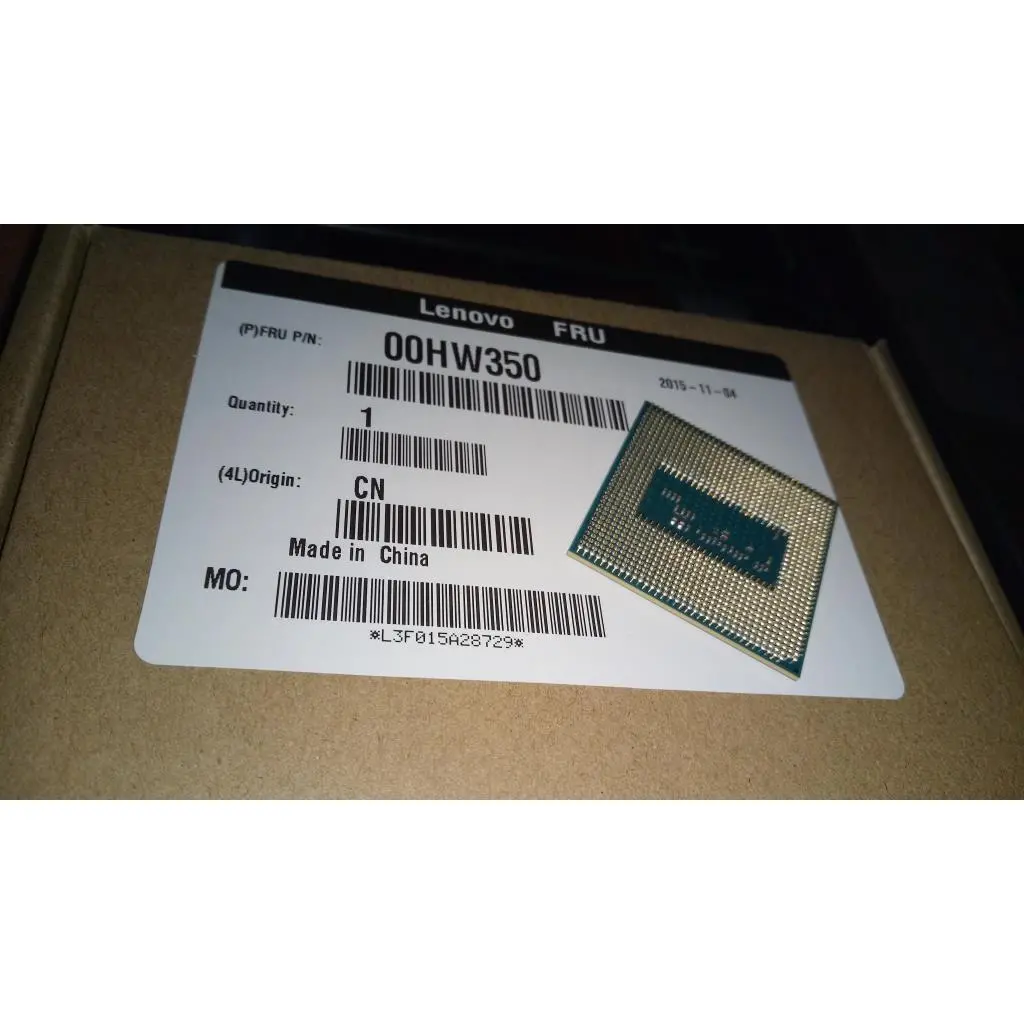 Lenovo FRU
(P)FRU P/N: 00HW350
2015-11-04
Quantity: 1
(4L)Origin: CN
Made in China
MO:
*L3F015A28729*